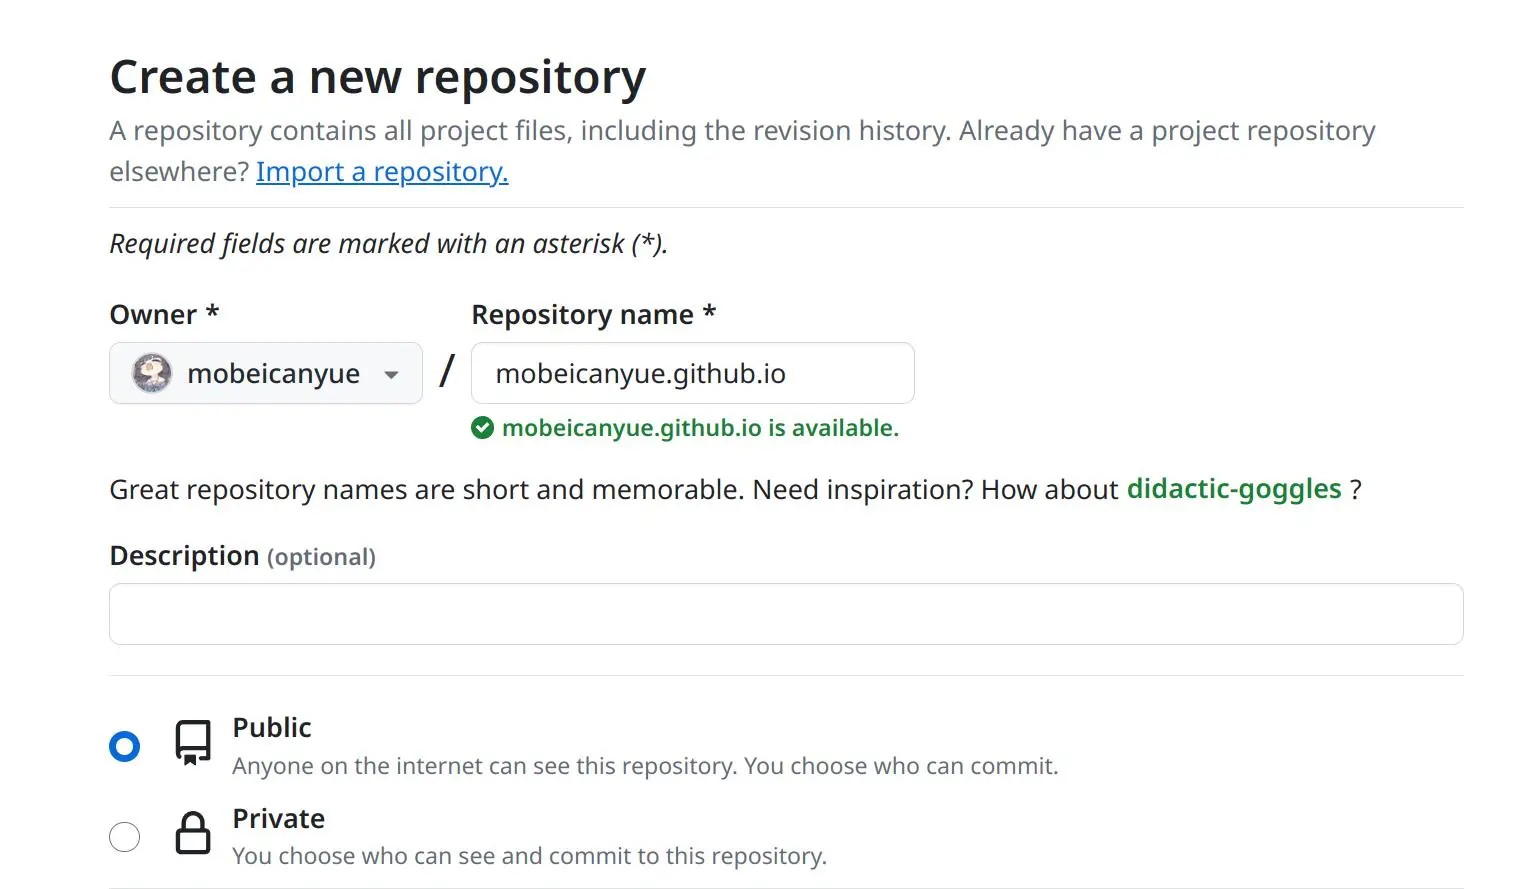 Create a new repository
A repository contains all project files, including the revision history. Already have a project repository
elsewhere? Import a repository.
Required fields are marked with an asterisk (*).
Owner *
Repository name *
mobeicanyue
/
mobeicanyue.github.io
mobeicanyue.github.io is available.
Great repository names are short and memorable. Need inspiration? How about didactic-goggles ?
Description (optional)
Public
Anyone on the internet can see this repository. You choose who can commit.
Private
You choose who can see and commit to this repository.